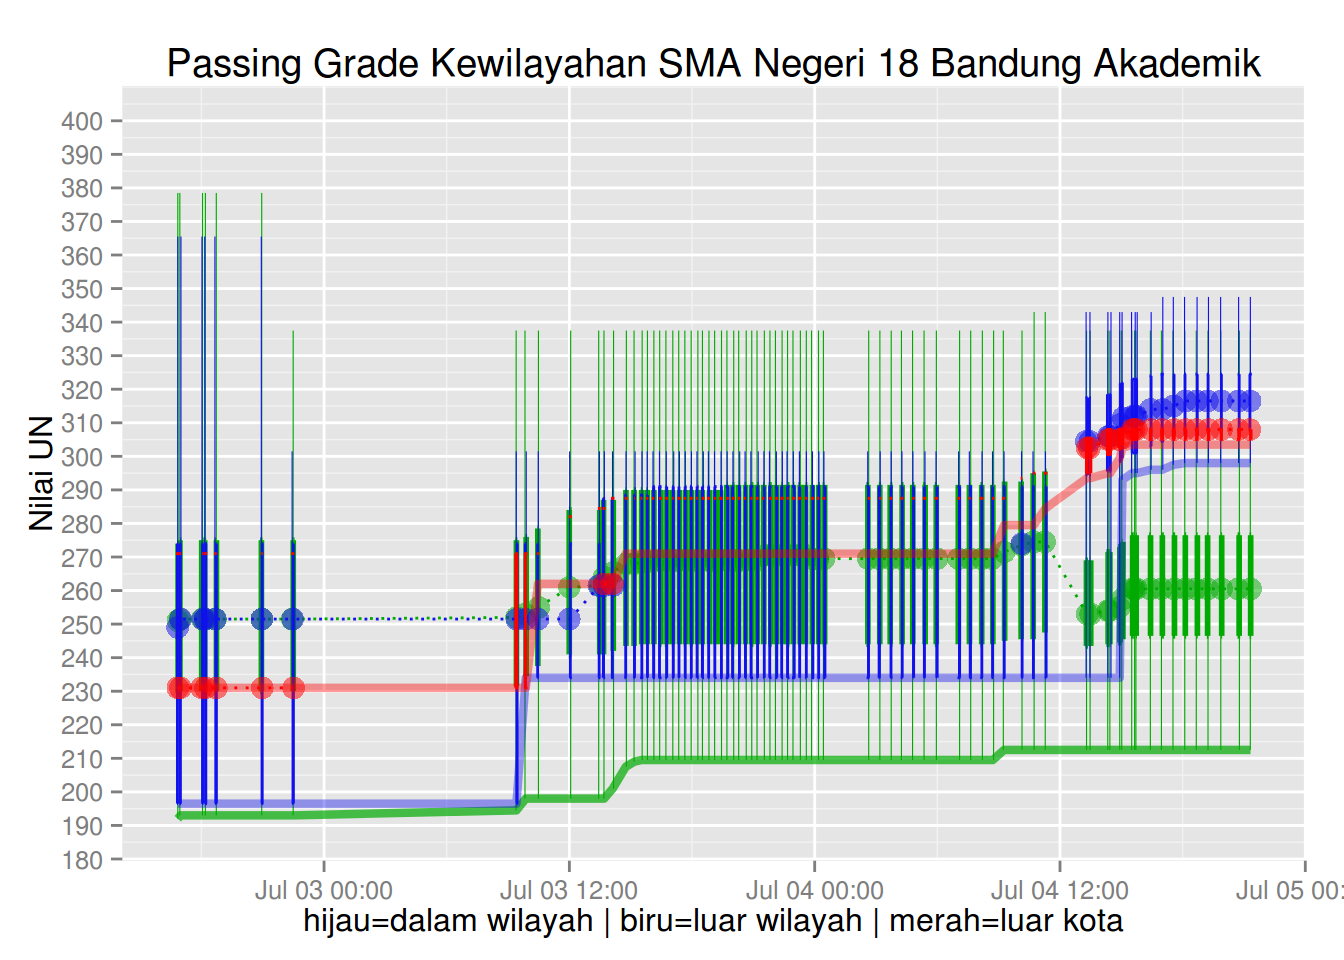 Passing Grade Kewilayahan SMA Negeri 18 Bandung Akademik
Nilai UN
400
390
380
370
360
350
340
330
320
310
300
290
280
270
260
250
240
230
220
210
200
190
180
Jul 03 00:00
Jul 03 12:00
Jul 04 00:00
Jul 04 12:00
Jul 05 00:
hijau=dalam wilayah | biru=luar wilayah | merah=luar kota